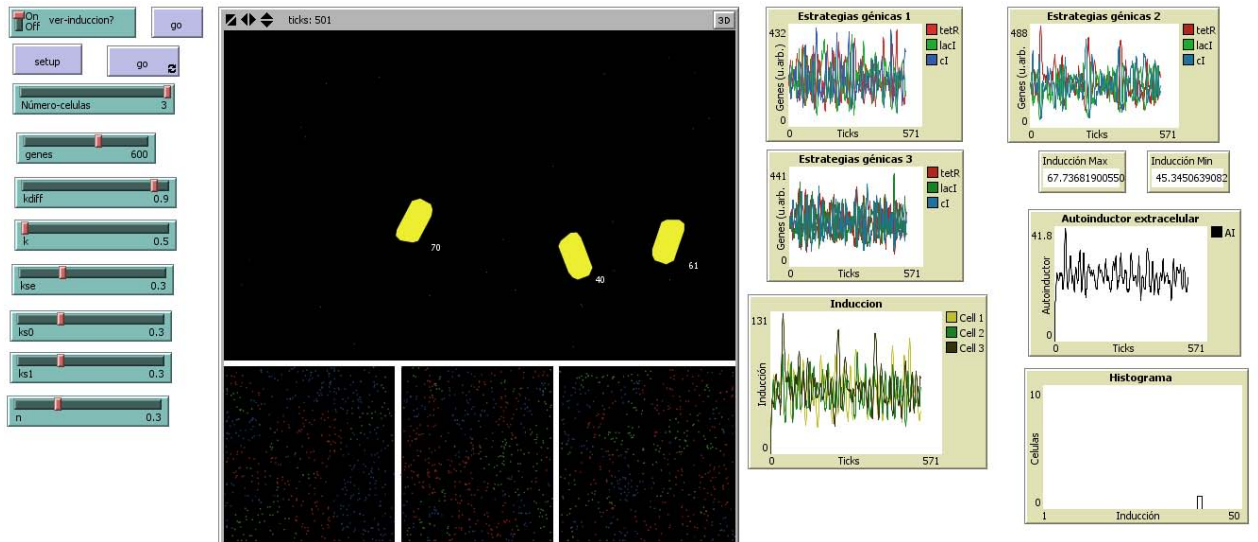 On
Off
ver-induccion?
go
setup
go
Número-celulas 3
genes 600
kdiff 0.9
k 0.5
kse 0.3
ks0 0.3
ks1 0.3
n 0.3
ticks: 501
3D
70
40
61
Estrategias génicas 1
432
0
Genes (u.arb.)
0 Ticks 571
tetR
lacI
cI
Estrategias génicas 2
488
0
Genes (u.arb.)
0 Ticks 571
tetR
lacI
cI
Estrategias génicas 3
441
0
Genes (u.arb.
0 Ticks 571
tetR
lacI
cI
Inducción Max
67.73681900550
Inducción Min
45.3450639082
Autoinductor extracelular
41.8
0
Autoinductor
0 Ticks 571
AI
Induccion
131
0
Inducción
0 Ticks 571
Cell 1
Cell 2
Cell 3
Histograma
10
0
Celulas
1 Inducción 50